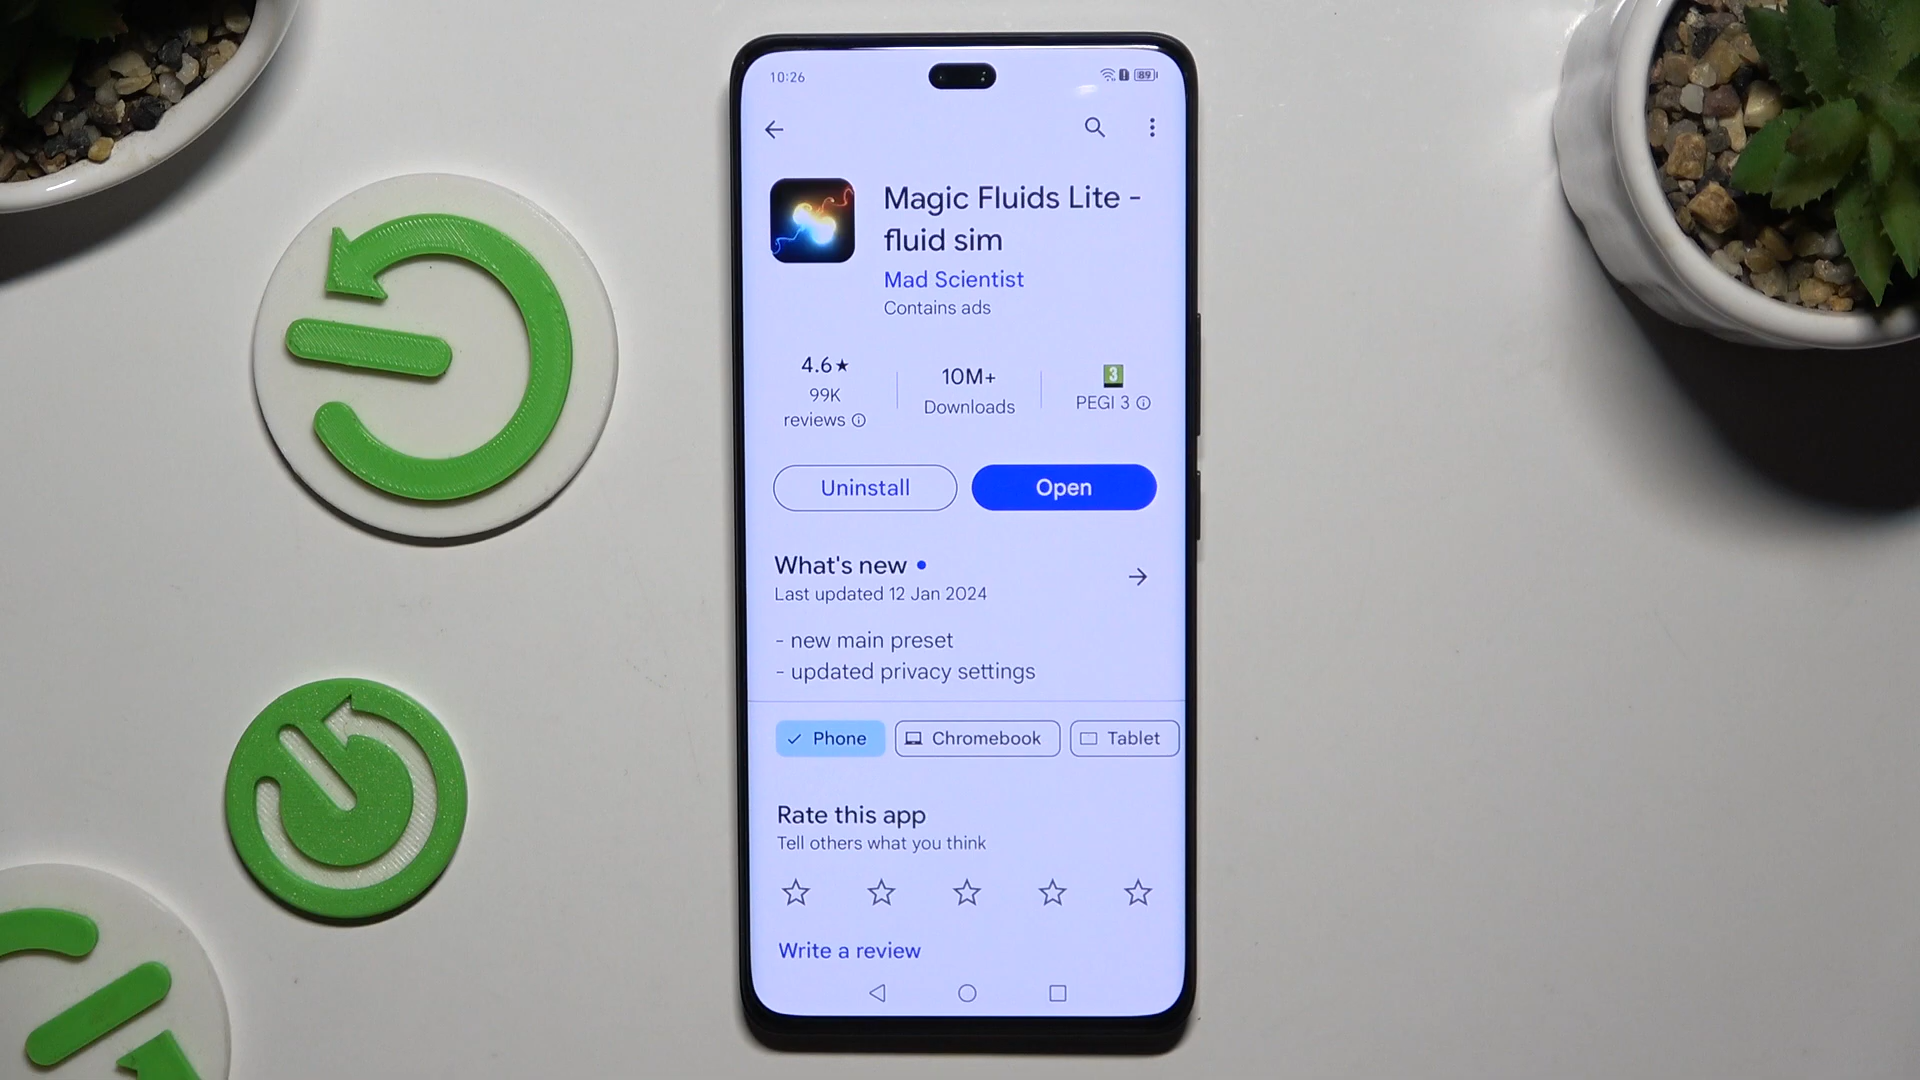 10:26
89
Magic Fluids Lite -
fluid sim
Mad Scientist
Contains ads
4.6★
99K
reviews
10M+
Downloads
3
PEGI 3
Uninstall
Open
What's new
Last updated 12 Jan 2024
- new main preset
- updated privacy settings
Phone
Chromebook
Tablet
Rate this app
Tell others what you think
Write a review